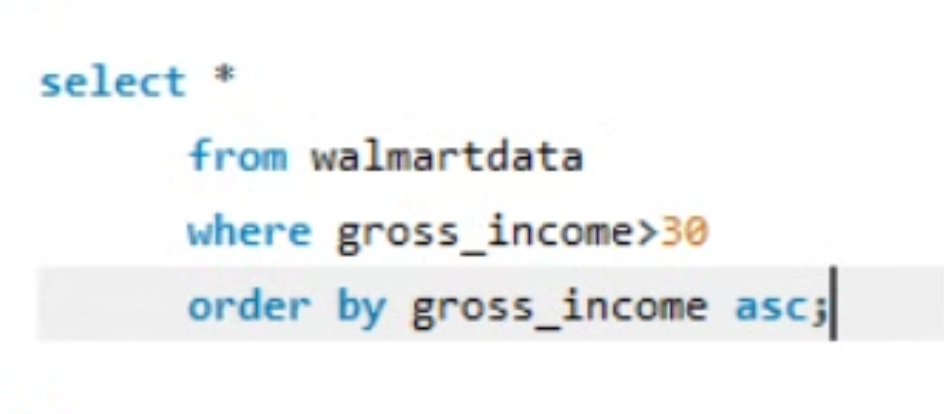 select *
from walmartdata
where gross_income>30
order by gross_income asc;